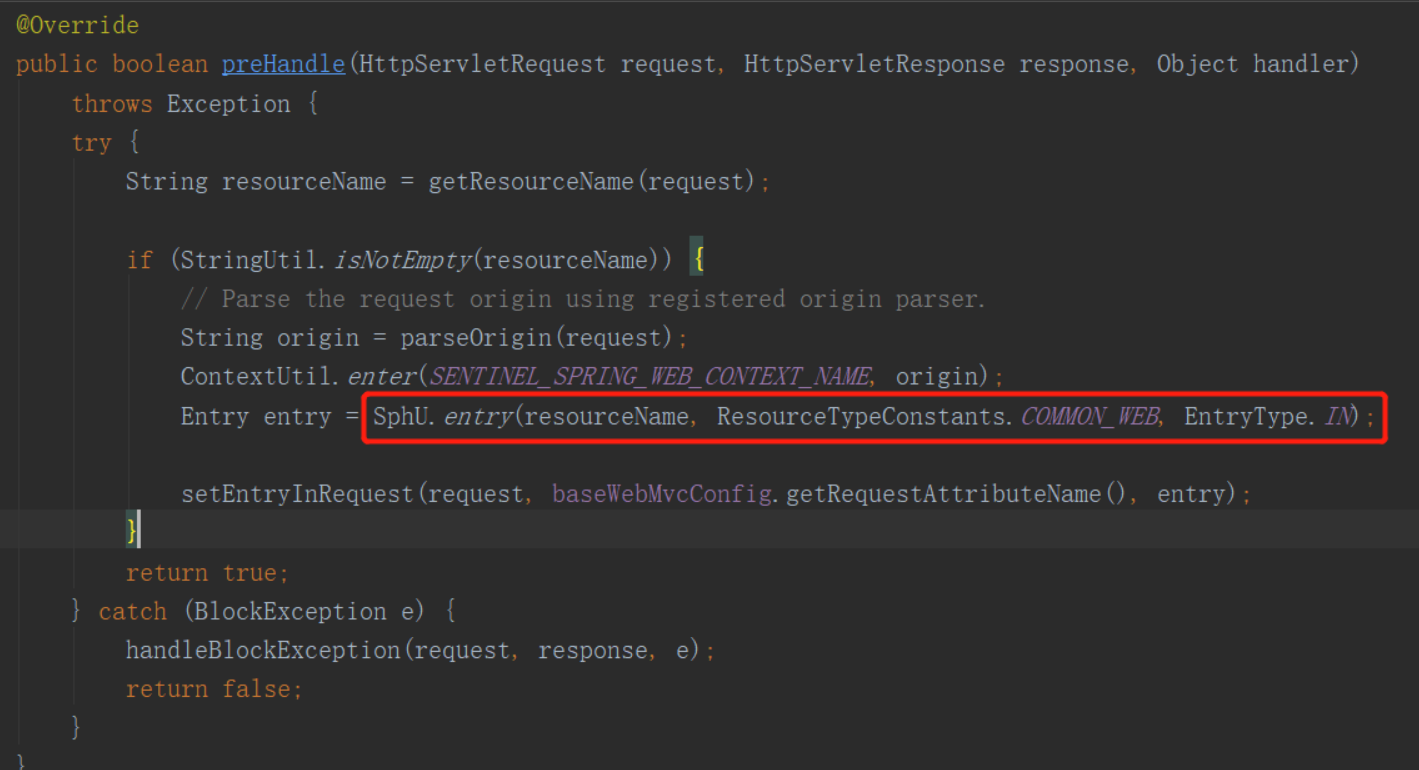 @Override
public boolean preHandle(HttpServletRequest request, HttpServletResponse response, Object handler)
throws Exception {
try {
String resourceName = getResourceName(request);
if (StringUtil.isNotEmpty(resourceName)) {
// Parse the request origin using registered origin parser.
String origin = parseOrigin(request);
ContextUtil.enter(SENTINEL_SPRING_WEB_CONTEXT_NAME, origin);
Entry entry = SphU.entry(resourceName, ResourceTypeConstants.COMMON_WEB, EntryType.IN);
setEntryInRequest(request, baseWebMvcConfig.getRequestAttributeName(), entry);
}
return true;
} catch (BlockException e) {
handleBlockException(request, response, e);
return false;
}
}